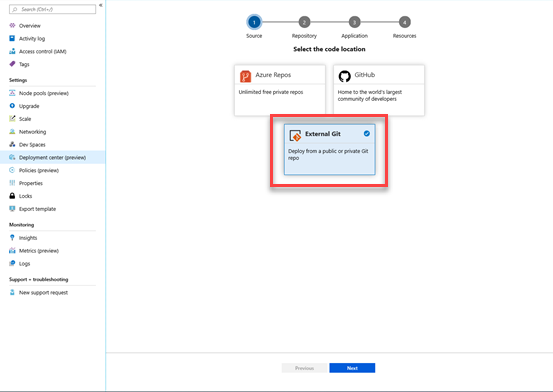 Search (Ctrl+/)
Overview
Activity log
Access control (IAM)
Tags
Settings
Node pools (preview)
Upgrade
Scale
Networking
Dev Spaces
Deployment center (preview)
Policies (preview)
Properties
Locks
Export template
Monitoring
Insights
Metrics (preview)
Logs
Support + troubleshooting
New support request
1 2 3 4
Source Repository Application Resources
Select the code location
Azure Repos
Unlimited free private repos
GitHub
Home to the world's largest
community of developers
External Git
Deploy from a public or private Git
repo
Previous Next